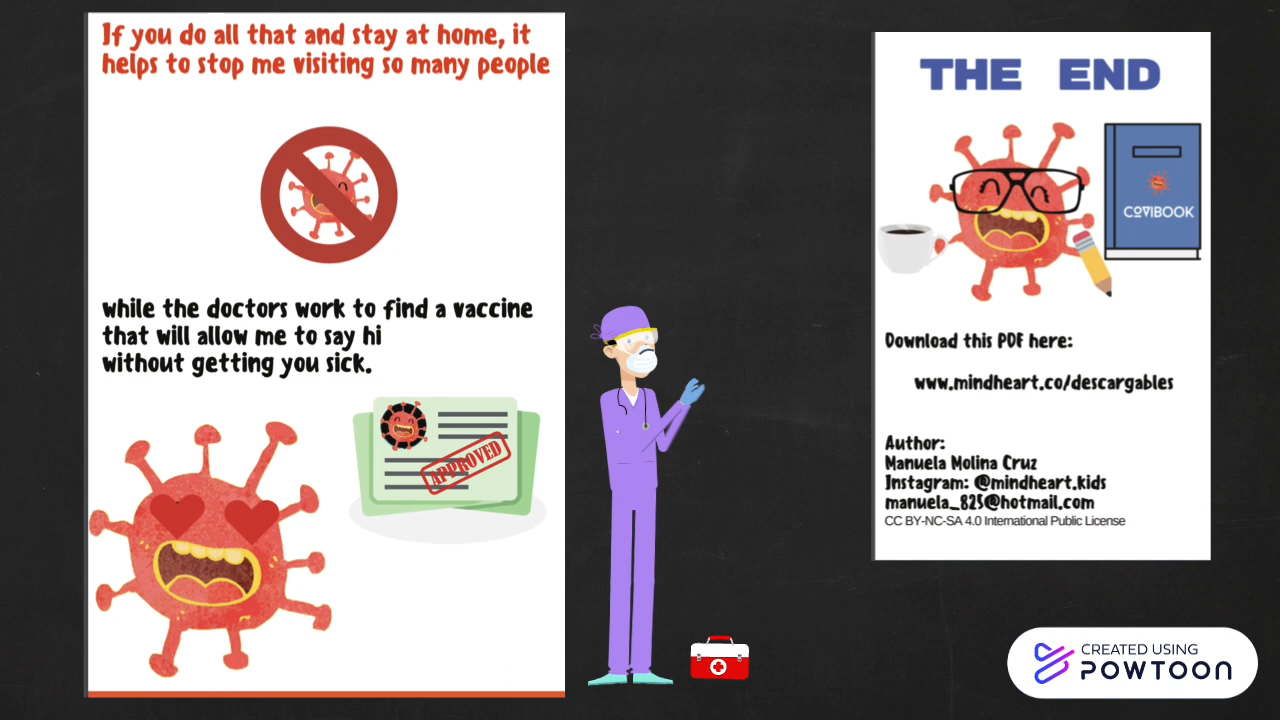 If you do all that and stay at home, it
helps to stop me visiting so many people
while the doctors work to find a vaccine
that will allow me to say hi
without getting you sick.
APPROVED
THE END
COVIBOOK
Download this PDF here:
www.mindheart.co/descargables
Author:
Manuela Molina Cruz
Instagram: @mindheart.kids
manuela_825@hotmail.com
CC BY-NC-SA 4.0 International Public License
CREATED USING
POWTOON